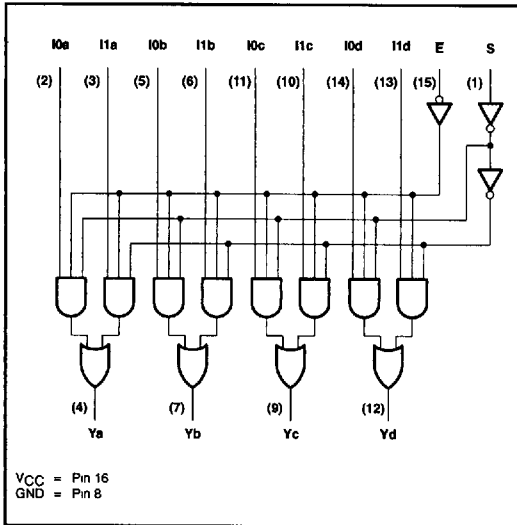 I0a I1a I0b I1b I0c I1c I0d I1d E S
(2) (3) (5) (6) (11) (10) (14) (13) (15) (1)
(4) (7) (9) (12)
Ya Yb Yc Yd
VCC = Pin 16
GND = Pin 8